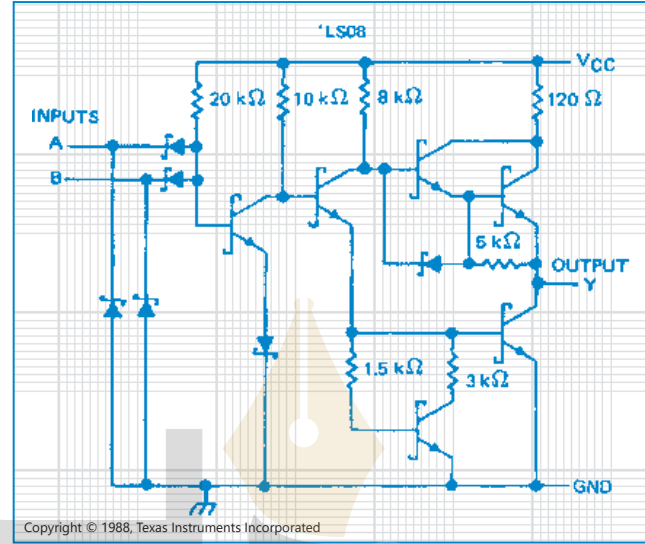 'LS08
VCC
20 kΩ
10 kΩ
8 kΩ
120 Ω
INPUTS
A
B
5 kΩ
OUTPUT
Y
1.5 kΩ
3 kΩ
GND
Copyright © 1988, Texas Instruments Incorporated